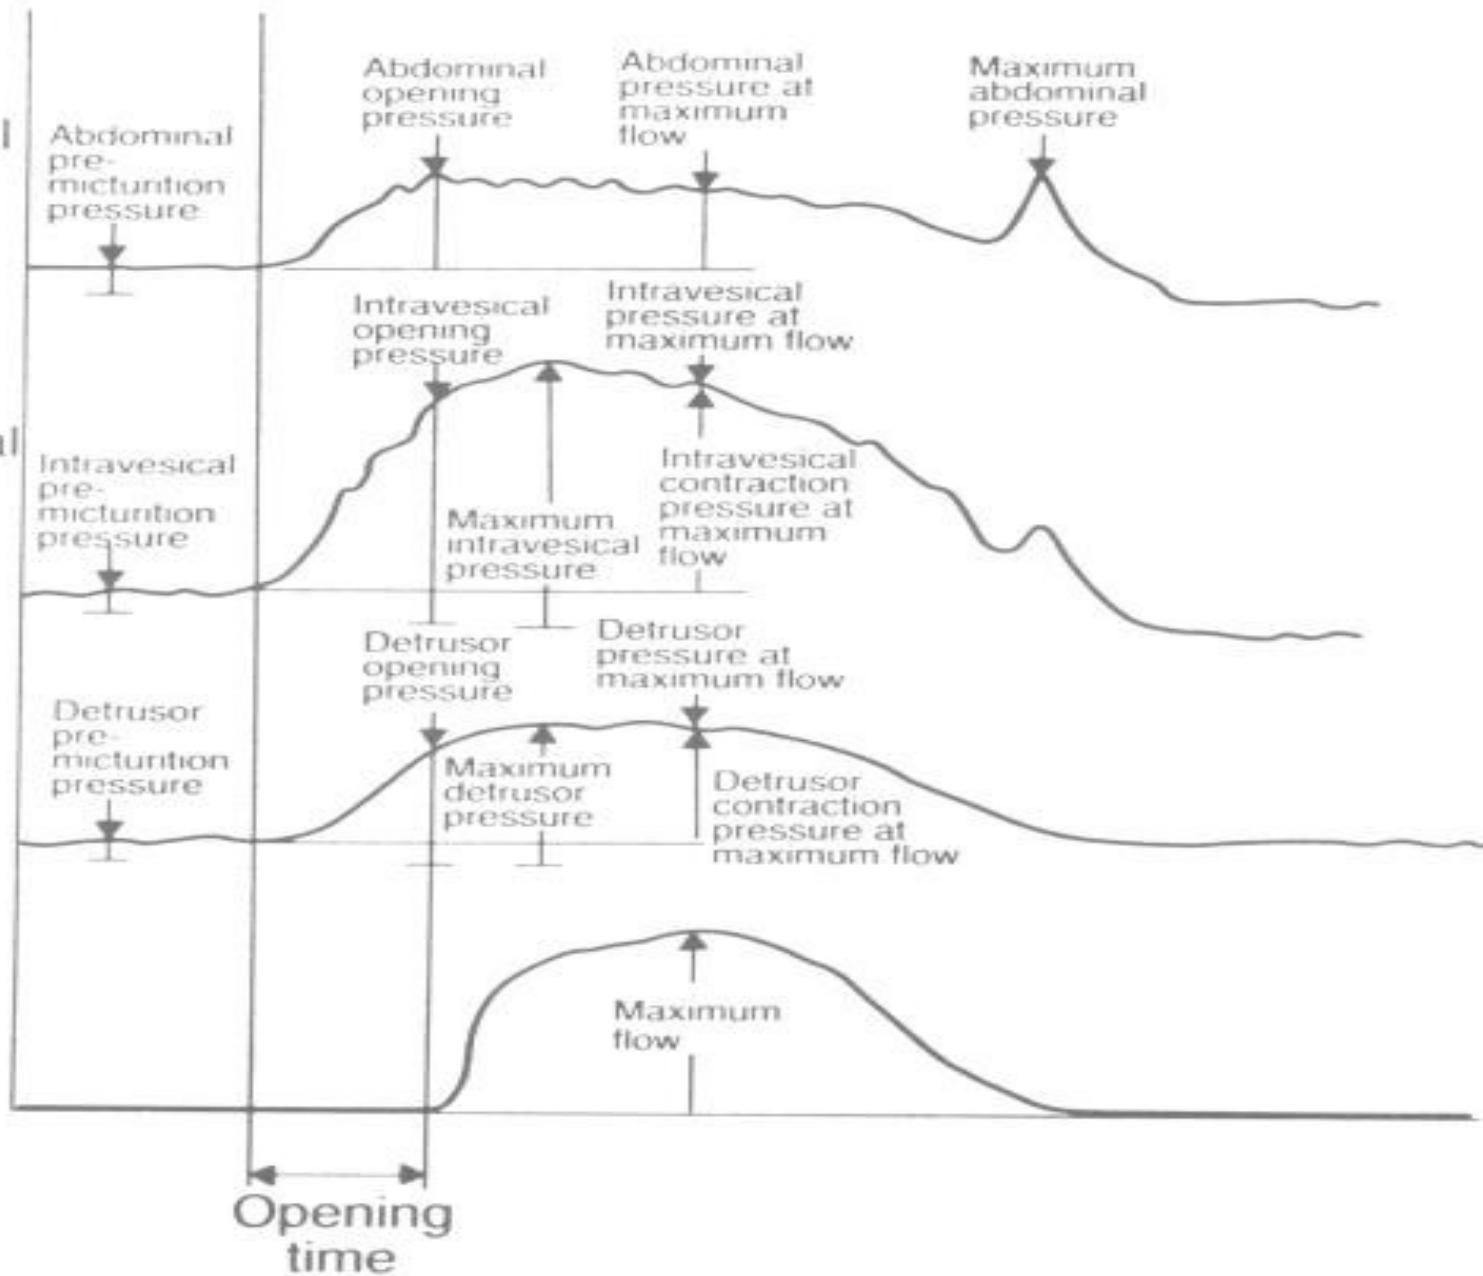 Abdominal
pre-
micturition
pressure
Abdominal
opening
pressure
Abdominal
pressure at
maximum
flow
Maximum
abdominal
pressure
Intravesical
pre-
micturition
pressure
Intravesical
opening
pressure
Maximum
intravesical
pressure
Intravesical
pressure at
maximum flow
Intravesical
contraction
pressure at
maximum
flow
Detrusor
pre-
micturition
pressure
Detrusor
opening
pressure
Maximum
detrusor
pressure
Detrusor
pressure at
maximum flow
Detrusor
contraction
pressure at
maximum flow
Maximum
flow
Opening
time